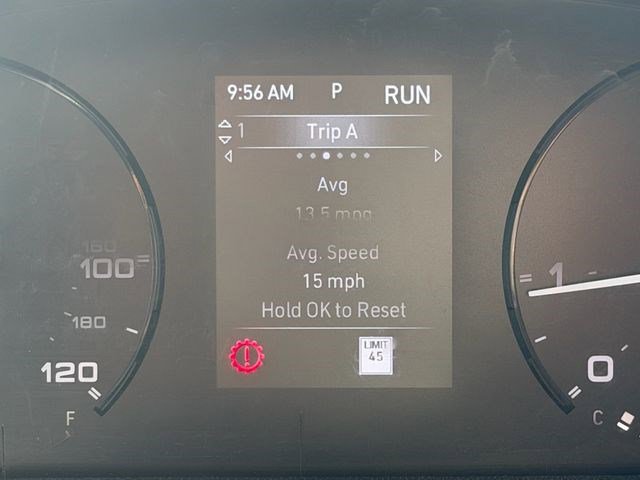 9:56 AM P RUN
1 Trip A
Avg
13.5 mpg
Avg. Speed
15 mph
Hold OK to Reset
LIMIT
45
160
100
180
120
F
1
0
C